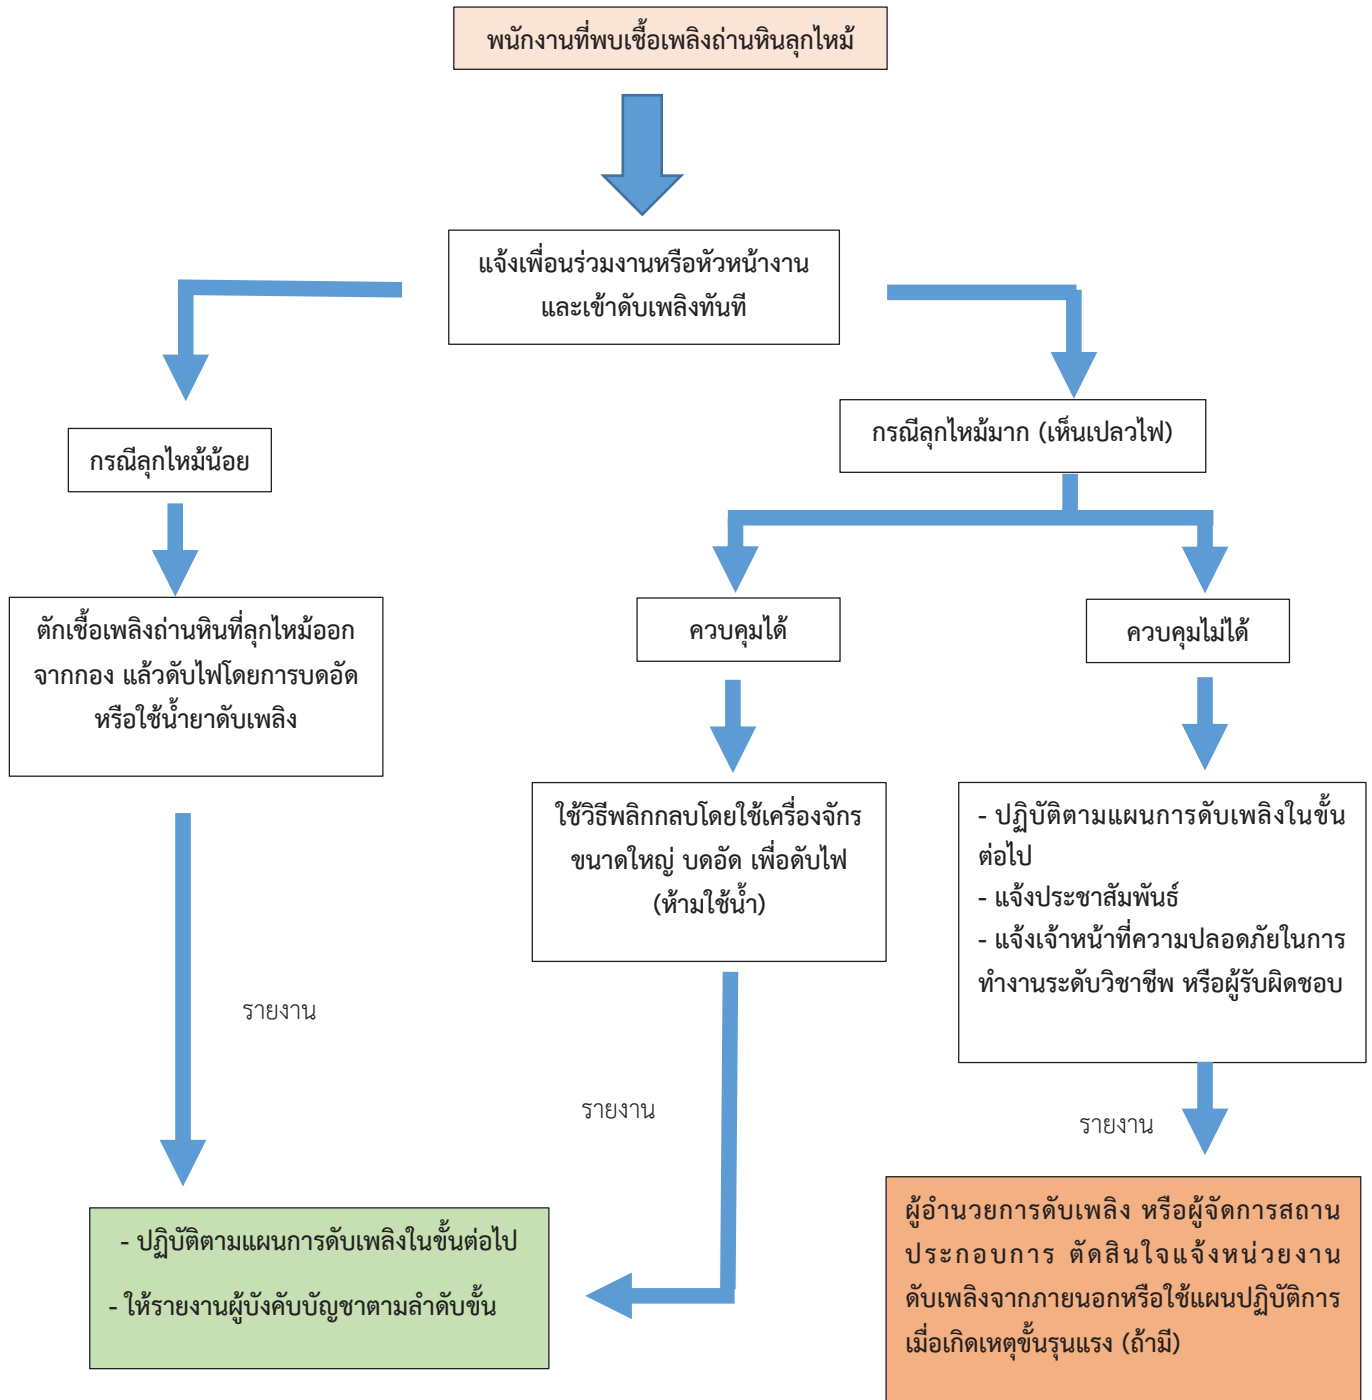 พนักงานที่พบเชื้อเพลิงถ่านหินลุกไหม้
แจ้งเพื่อนร่วมงานหรือหัวหน้างาน
และเข้าดับเพลิงทันที
กรณีลุกไหม้น้อย
กรณีลุกไหม้มาก (เห็นเปลวไฟ)
ตักเชื้อเพลิงถ่านหินที่ลุกไหม้ออก
จากกอง แล้วดับไฟโดยการบดอัด
หรือใช้น้ำยาดับเพลิง
ควบคุมได้
ควบคุมไม่ได้
ใช้วิธีพลิกกลบโดยใช้เครื่องจักร
ขนาดใหญ่ บดอัด เพื่อดับไฟ
(ห้ามใช้น้ำ)
- ปฏิบัติตามแผนการดับเพลิงในขั้น
ต่อไป
- แจ้งประชาสัมพันธ์
- แจ้งเจ้าหน้าที่ความปลอดภัยในการ
ทำงานระดับวิชาชีพ หรือผู้รับผิดชอบ
รายงาน
รายงาน
รายงาน
- ปฏิบัติตามแผนการดับเพลิงในขั้นต่อไป
- ให้รายงานผู้บังคับบัญชาตามลำดับขั้น
ผู้อำนวยการดับเพลิง หรือผู้จัดการสถาน
ประกอบการ ตัดสินใจแจ้งหน่วยงาน
ดับเพลิงจากภายนอกหรือใช้แผนปฏิบัติการ
เมื่อเกิดเหตุขั้นรุนแรง (ถ้ามี)